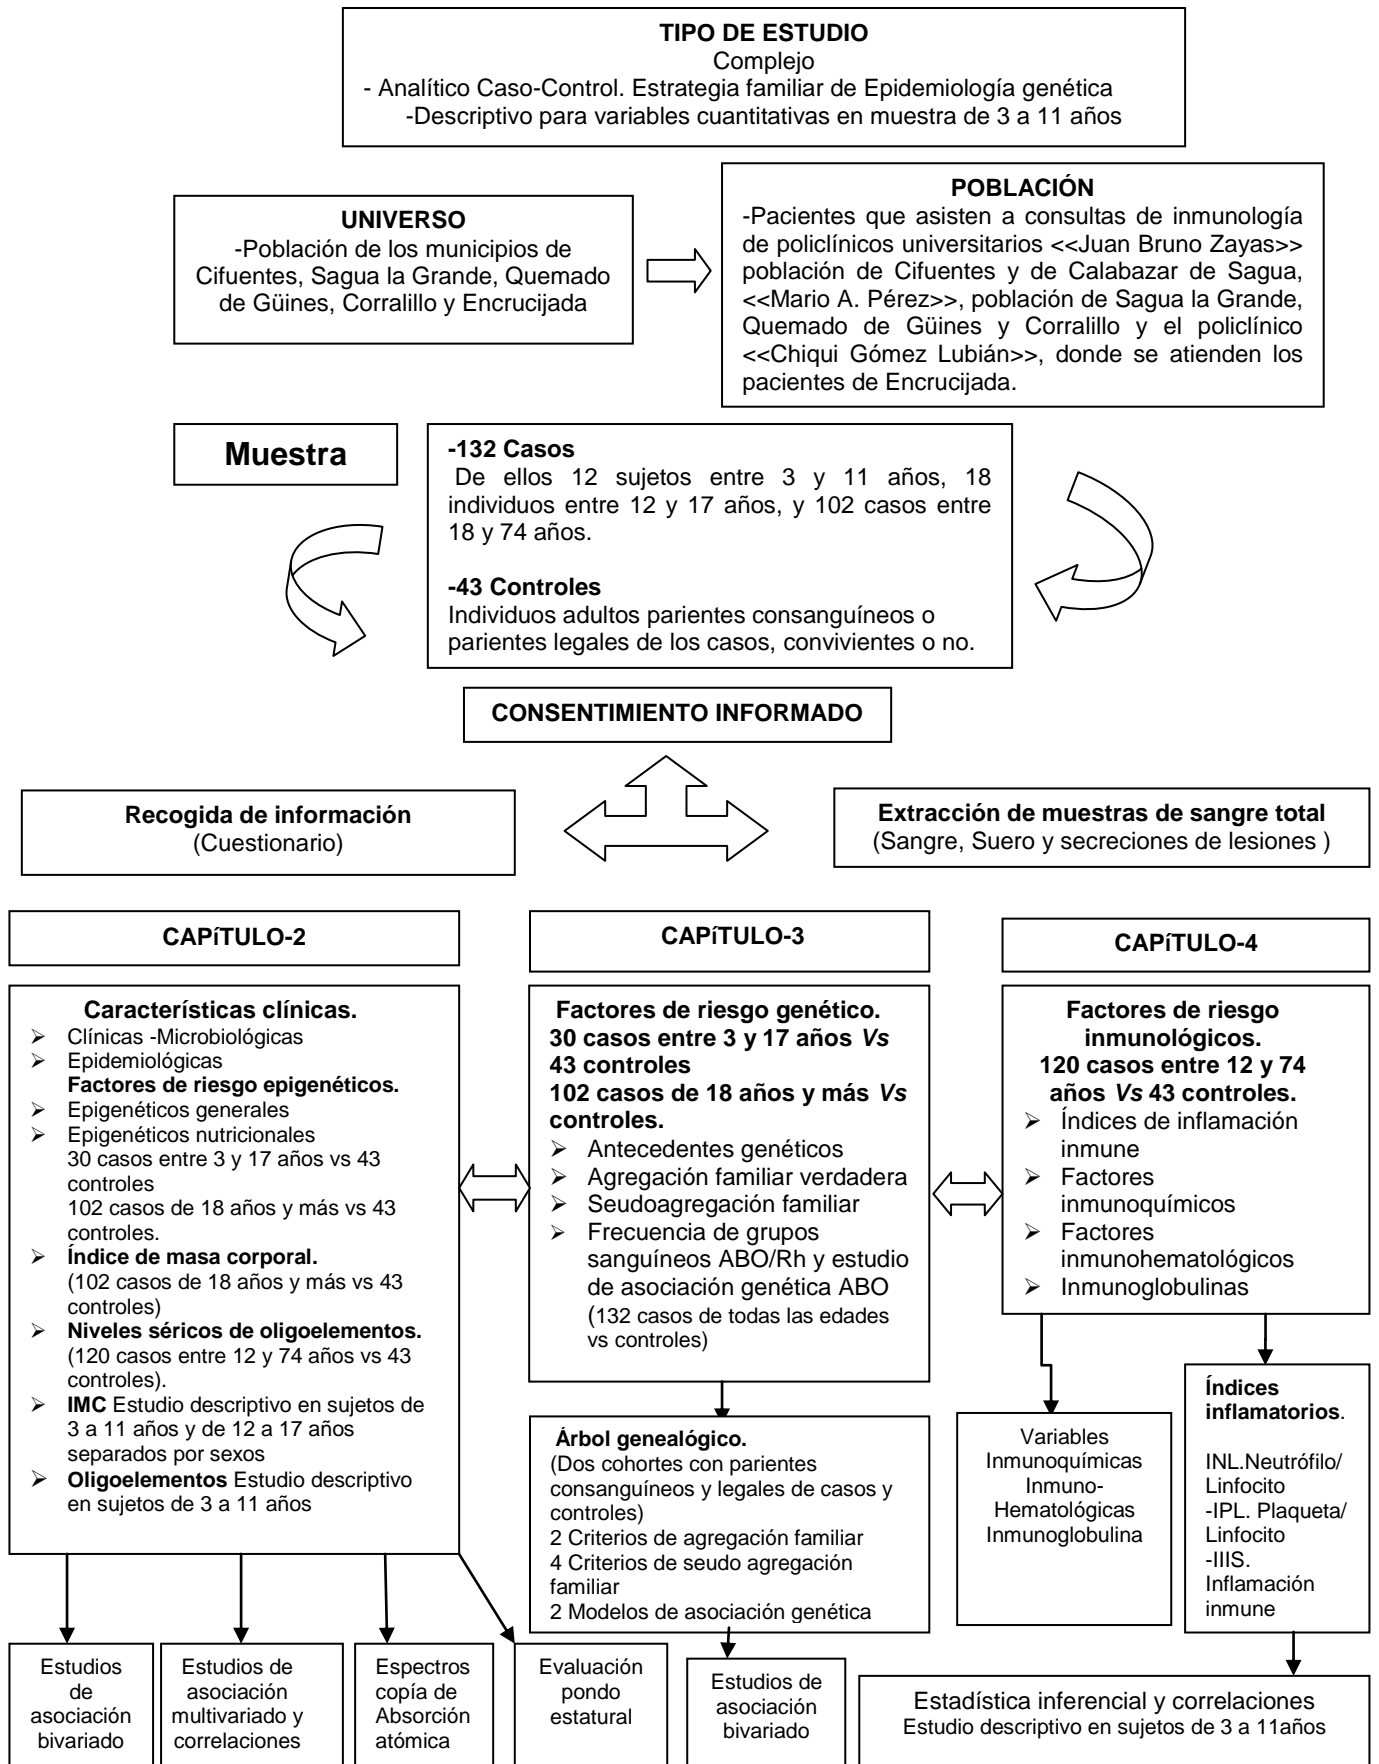 TIPO DE ESTUDIO
Complejo
- Analítico Caso-Control. Estrategia familiar de Epidemiología genética
-Descriptivo para variables cuantitativas en muestra de 3 a 11 años
UNIVERSO
-Población de los municipios de
Cifuentes, Sagua la Grande, Quemado
de Güines, Corralillo y Encrucijada
POBLACIÓN
-Pacientes que asisten a consultas de inmunología
de policlínicos universitarios <<Juan Bruno Zayas>>
población de Cifuentes y de Calabazar de Sagua,
<<Mario A. Pérez>>, población de Sagua la Grande,
Quemado de Güines y Corralillo y el policlínico
<<Chiqui Gómez Lubián>>, donde se atienden los
pacientes de Encrucijada.
Muestra
-132 Casos
De ellos 12 sujetos entre 3 y 11 años, 18
individuos entre 12 y 17 años, y 102 casos entre
18 y 74 años.
-43 Controles
Individuos adultos parientes consanguíneos o
parientes legales de los casos, convivientes o no.
CONSENTIMIENTO INFORMADO
Recogida de información
(Cuestionario)
Extracción de muestras de sangre total
(Sangre, Suero y secreciones de lesiones )
CAPíTULO-2
Características clínicas.
➢ Clínicas -Microbiológicas
➢ Epidemiológicas
Factores de riesgo epigenéticos.
➢ Epigenéticos generales
➢ Epigenéticos nutricionales
30 casos entre 3 y 17 años vs 43
controles
102 casos de 18 años y más vs 43
controles.
➢ Índice de masa corporal.
(102 casos de 18 años y más vs 43
controles)
➢ Niveles séricos de oligoelementos.
(120 casos entre 12 y 74 años vs 43
controles).
➢ IMC Estudio descriptivo en sujetos de
3 a 11 años y de 12 a 17 años
separados por sexos
➢ Oligoelementos Estudio descriptivo
en sujetos de 3 a 11 años
CAPíTULO-3
Factores de riesgo genético.
30 casos entre 3 y 17 años Vs
43 controles
102 casos de 18 años y más Vs
controles.
➢ Antecedentes genéticos
➢ Agregación familiar verdadera
➢ Seudoagregación familiar
➢ Frecuencia de grupos
sanguíneos ABO/Rh y estudio
de asociación genética ABO
(132 casos de todas las edades
vs controles)
CAPíTULO-4
Factores de riesgo
inmunológicos.
120 casos entre 12 y 74
años Vs 43 controles.
➢ Índices de inflamación
inmune
➢ Factores
inmunoquímicos
➢ Factores
inmunohematológicos
➢ Inmunoglobulinas
Árbol genealógico.
(Dos cohortes con parientes
consanguíneos y legales de casos y
controles)
2 Criterios de agregación familiar
4 Criterios de seudo agregación
familiar
2 Modelos de asociación genética
Variables
Inmunoquímicas
Inmuno-
Hematológicas
Inmunoglobulina
Índices
inflamatorios.
INL.Neutrófilo/
Linfocito
-IPL. Plaqueta/
Linfocito
-IIIS.
Inflamación
inmune
Estudios
de
asociación
bivariado
Estudios de
asociación
multivariado y
correlaciones
Espectros
copía de
Absorción
atómica
Evaluación
pondo
estatural
Estudios de
asociación
bivariado
Estadística inferencial y correlaciones
Estudio descriptivo en sujetos de 3 a 11años